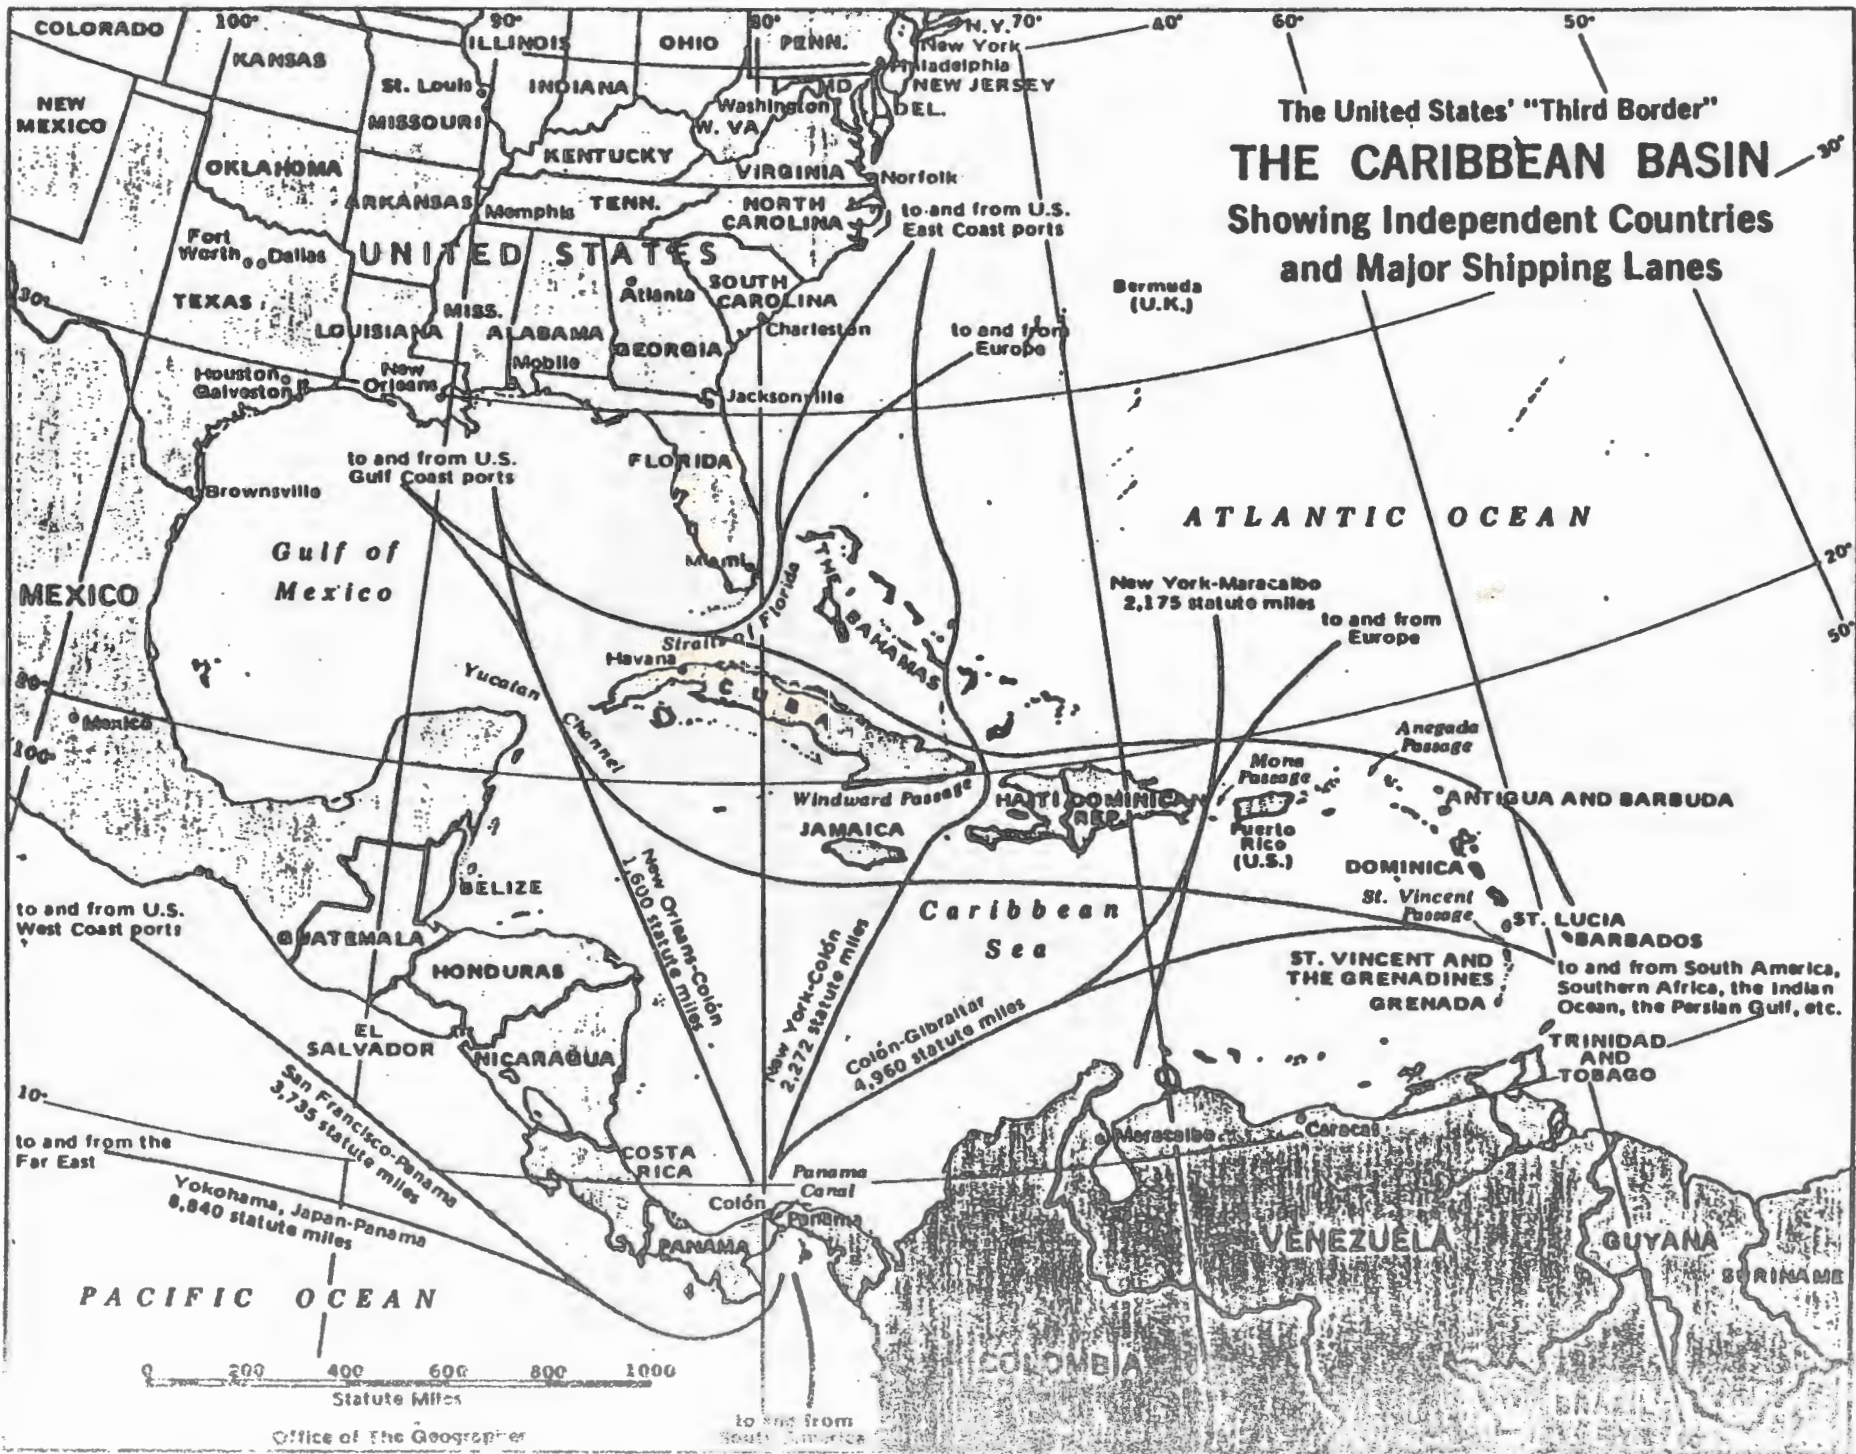 COLORADO
100°
90°
80°
70°
40°
60°
50°
KANSAS
ILLINOIS
OHIO
PENN.
N.Y.
New York
Philadelphia
NEW JERSEY
St. Louis
INDIANA
MD
Washington
DEL.
NEW
MEXICO
MISSOURI
W. VA.
The United States' "Third Border"
THE CARIBBEAN BASIN
30°
Showing Independent Countries
and Major Shipping Lanes
OKLAHOMA
KENTUCKY
VIRGINIA
Norfolk
ARKANSAS
Memphis
TENN.
NORTH
CAROLINA
to and from U.S.
East Coast ports
Fort
Worth
Dallas
UNITED STATES
30°
TEXAS
MISS.
Atlanta
SOUTH
CAROLINA
Bermuda
(U.K.)
LOUISIANA
ALABAMA
GEORGIA
Charleston
to and from
Europe
Houston
Galveston
New
Orleans
Mobile
Jacksonville
to and from U.S.
Gulf Coast ports
FLORIDA
Brownsville
ATLANTIC OCEAN
Gulf of
Mexico
Miami
THE BAHAMAS
20°
MEXICO
New York-Maracaibo
2,175 statute miles
to and from
Europe
50°
Straits
Florida
Havana
CUBA
20°
Mexico
Yucatan
Channel
100°
Anegada
Passage
Mona
Passage
Windward Passage
HAITI
DOMINICAN
REP.
ANTIGUA AND BARBUDA
JAMAICA
Puerto
Rico
(U.S.)
DOMINICA
BELIZE
New Orleans-Colón
1,600 statute miles
St. Vincent
Passage
to and from U.S.
West Coast ports
Caribbean
Sea
ST. LUCIA
BARBADOS
GUATEMALA
HONDURAS
New York-Colón
2,272 statute miles
ST. VINCENT AND
THE GRENADINES
GRENADA
to and from South America,
Southern Africa, the Indian
Ocean, the Persian Gulf, etc.
EL
SALVADOR
NICARAGUA
Colón-Gibraltar
4,960 statute miles
TRINIDAD
AND
TOBAGO
San Francisco-Panama
3,735 statute miles
10°
to and from the
Far East
Maracaibo
Caracas
COSTA
RICA
Panama
Canal
Yokohama, Japan-Panama
8,840 statute miles
Colón
Panama
PANAMA
VENEZUELA
GUYANA
SURINAME
PACIFIC OCEAN
COLOMBIA
0 200 400 600 800 1000
Statute Miles
to and from
South America
Office of The Geographer